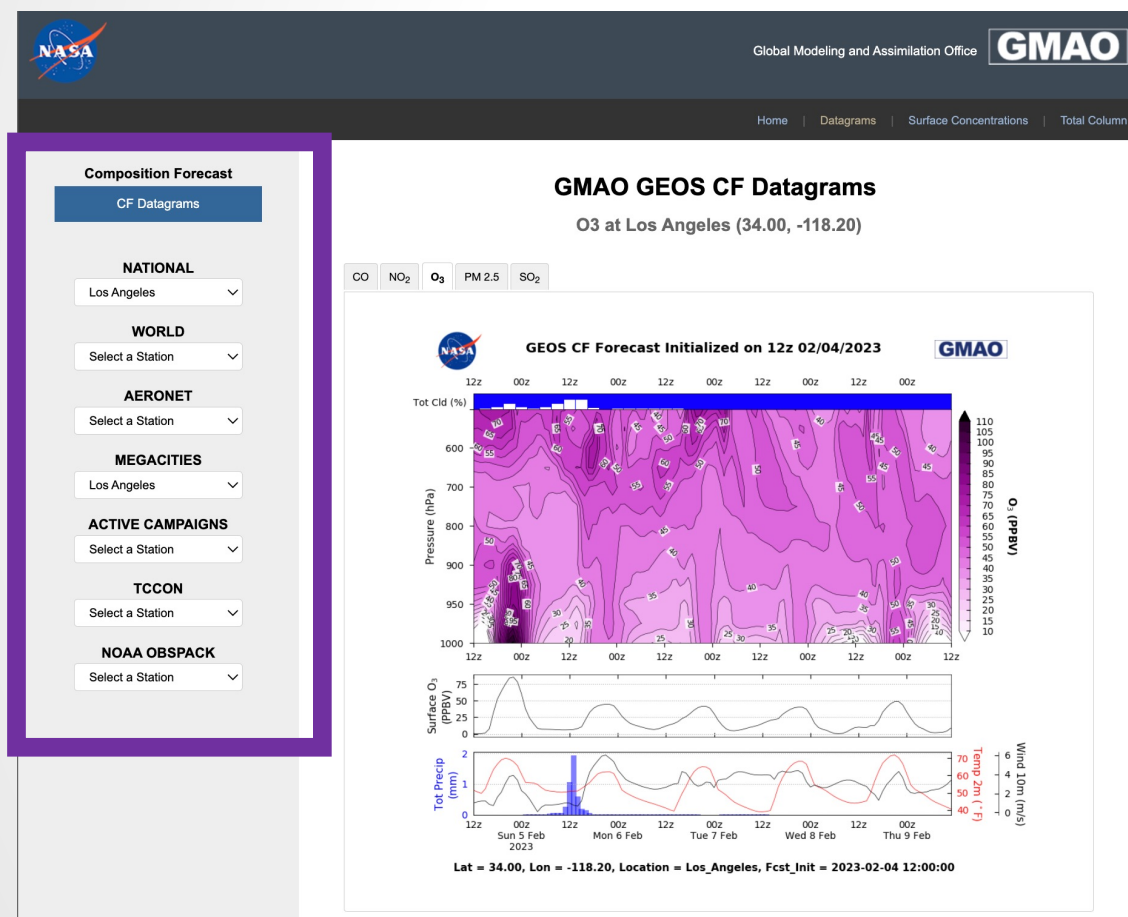 NASA
Global Modeling and Assimilation Office GMAO
Home | Datagrams | Surface Concentrations | Total Column
Composition Forecast
CF Datagrams
NATIONAL
Los Angeles
WORLD
Select a Station
AERONET
Select a Station
MEGACITIES
Los Angeles
ACTIVE CAMPAIGNS
Select a Station
TCCON
Select a Station
NOAA OBSPACK
Select a Station
GMAO GEOS CF Datagrams
O3 at Los Angeles (34.00, -118.20)
CO NO₂ O₃ PM 2.5 SO₂
NASA GEOS CF Forecast Initialized on 12z 02/04/2023 GMAO
12z 00z 12z 00z 12z 00z 12z 00z 12z 00z
Tot Cld (%)
Pressure (hPa)
600
700
800
900
950
1000
12z 00z 12z 00z 12z 00z 12z 00z 12z 00z 12z
110
105
100
95
90
85
80
75
70
65
60
55
50
45
40
35
30
25
20
15
10
O₃ (PPBV)
Surface O₃
(PPBV)
75
50
25
0
Tot Precip
(mm)
2
1
0
70
60
50
40
Temp 2m (°F)
6
4
2
0
Wind 10m (m/s)
12z 00z 12z 00z 12z 00z 12z 00z 12z 00z
Sun 5 Feb Mon 6 Feb Tue 7 Feb Wed 8 Feb Thu 9 Feb
2023
Lat = 34.00, Lon = -118.20, Location = Los_Angeles, Fcst_Init = 2023-02-04 12:00:00